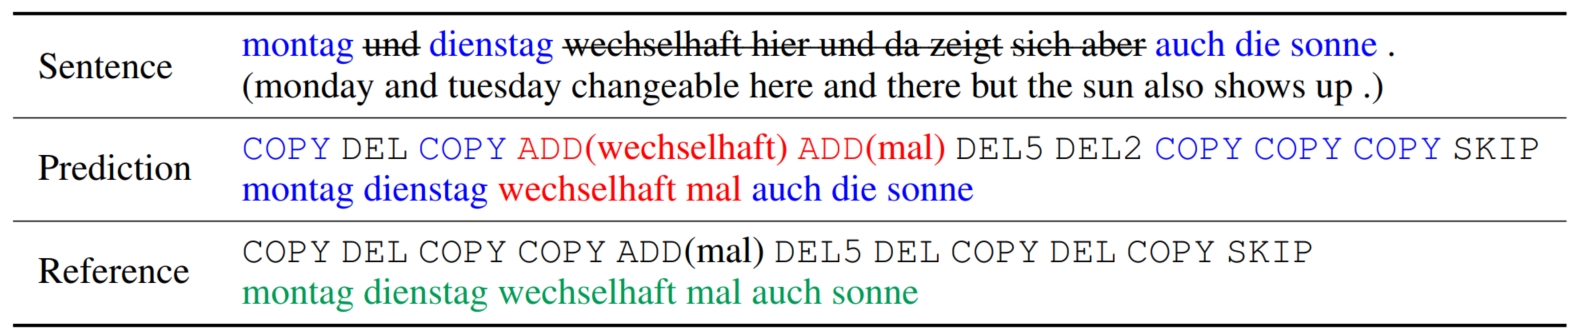 Sentence
montag und dienstag wechselhaft hier und da zeigt sich aber auch die sonne .
(monday and tuesday changeable here and there but the sun also shows up .)
Prediction
COPY DEL COPY ADD(wechselhaft) ADD(mal) DEL5 DEL2 COPY COPY COPY SKIP
montag dienstag wechselhaft mal auch die sonne
Reference
COPY DEL COPY COPY ADD(mal) DEL5 DEL COPY DEL COPY SKIP
montag dienstag wechselhaft mal auch sonne